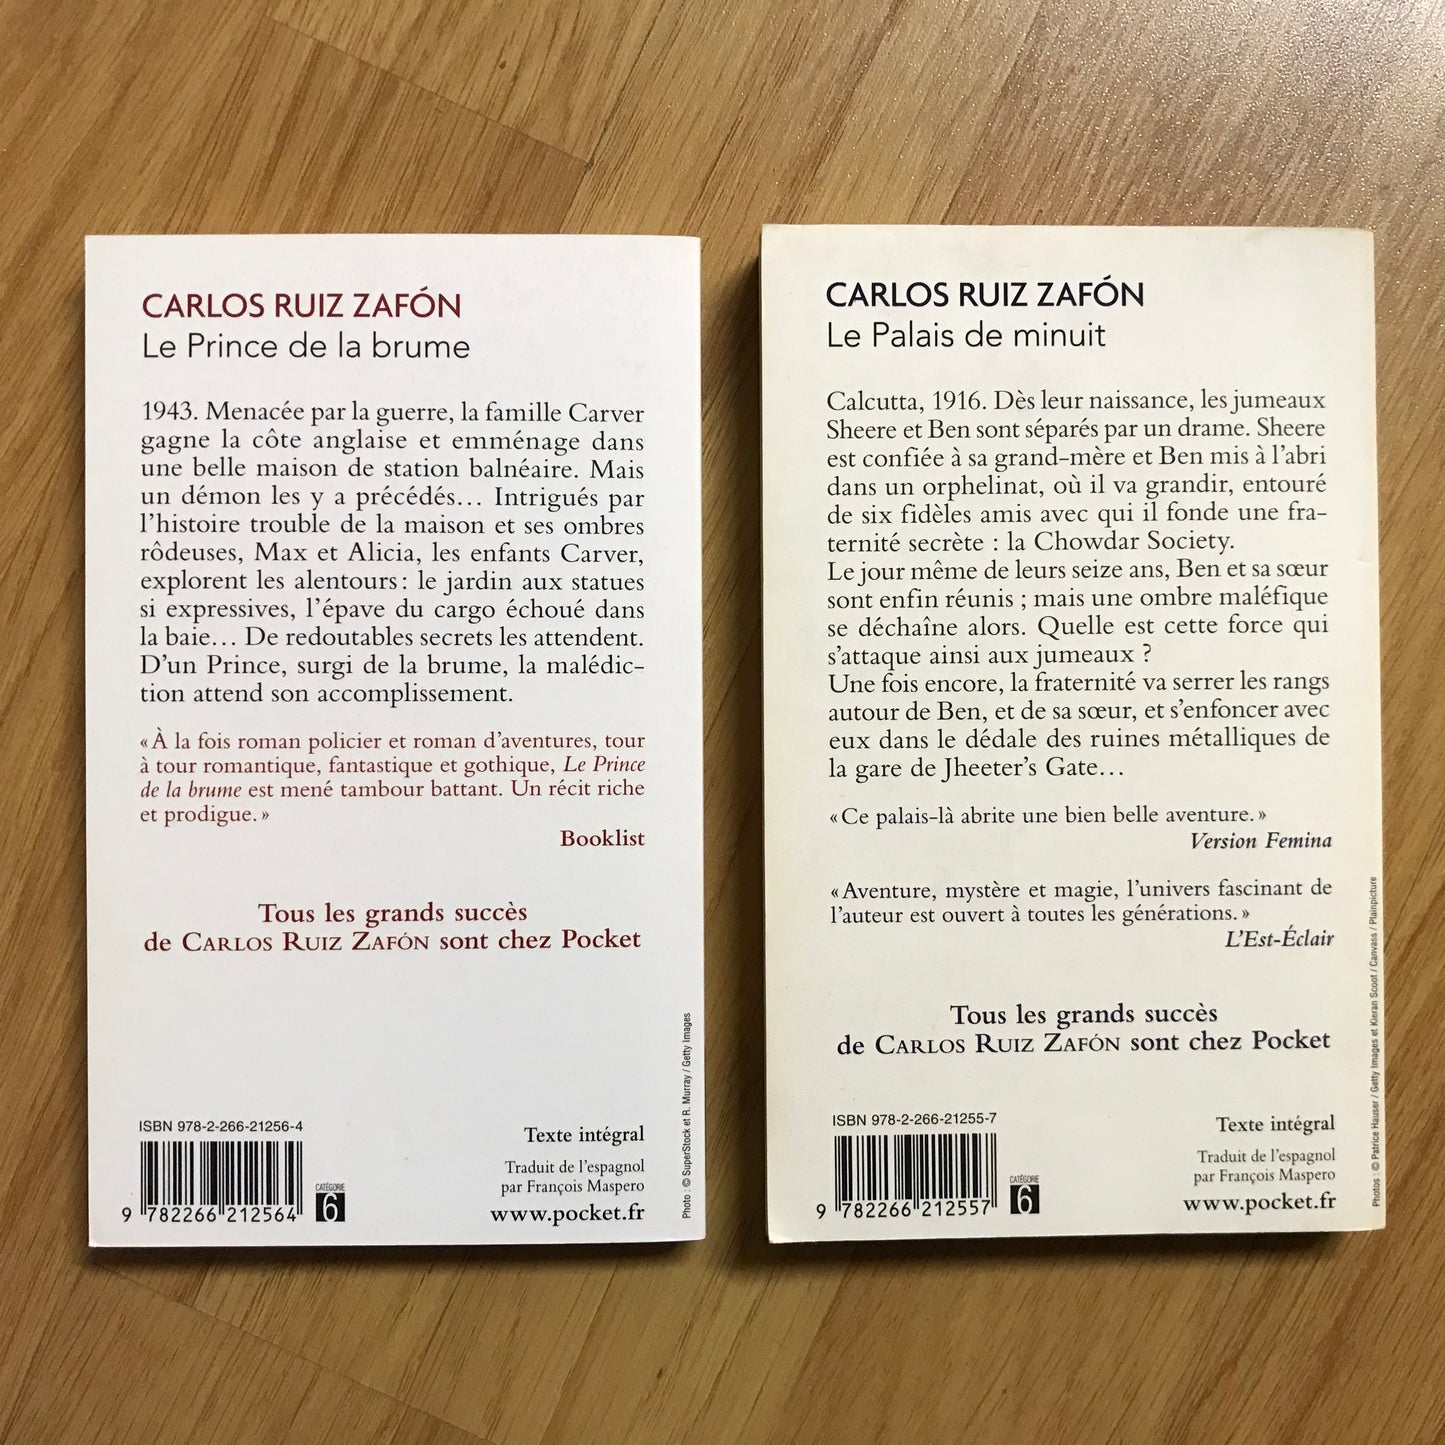 CARLOS RUIZ ZAFÓN
Le Prince de la brume
1943. Menacée par la guerre, la famille Carver
gagne la côte anglaise et emménage dans
une belle maison de station balnéaire. Mais
un démon les y a précédés… Intrigués par
l'histoire trouble de la maison et ses ombres
rôdeuses, Max et Alicia, les enfants Carver,
explorent les alentours : le jardin aux statues
si expressives, l'épave du cargo échoué dans
la baie… De redoutables secrets les attendent.
D'un Prince, surgi de la brume, la malédic-
tion attend son accomplissement.
« À la fois roman policier et roman d'aventures, tour
à tour romantique, fantastique et gothique, Le Prince
de la brume est mené tambour battant. Un récit riche
et prodigue. »
Booklist
Tous les grands succès
de CARLOS RUIZ ZAFÓN sont chez Pocket
Photo : © SuperStock et R. Murray / Getty Images
ISBN 978-2-266-21256-4
9 782266 212564
CATÉGORIE
6
Texte intégral
Traduit de l'espagnol
par François Maspero
www.pocket.fr
CARLOS RUIZ ZAFÓN
Le Palais de minuit
Calcutta, 1916. Dès leur naissance, les jumeaux
Sheere et Ben sont séparés par un drame. Sheere
est confiée à sa grand-mère et Ben mis à l'abri
dans un orphelinat, où il va grandir, entouré
de six fidèles amis avec qui il fonde une fra-
ternité secrète : la Chowdar Society.
Le jour même de leurs seize ans, Ben et sa sœur
sont enfin réunis ; mais une ombre maléfique
se déchaîne alors. Quelle est cette force qui
s'attaque ainsi aux jumeaux ?
Une fois encore, la fraternité va serrer les rangs
autour de Ben, et de sa sœur, et s'enfoncer avec
eux dans le dédale des ruines métalliques de
la gare de Jheeter's Gate…
« Ce palais-là abrite une bien belle aventure. »
Version Femina
« Aventure, mystère et magie, l'univers fascinant de
l'auteur est ouvert à toutes les générations. »
L'Est-Éclair
Tous les grands succès
de CARLOS RUIZ ZAFÓN sont chez Pocket
Photos : © Patrice Hauser / Getty Images et Kieran Scoot / Canvass / Plainpicture
ISBN 978-2-266-21255-7
9 782266 212557
CATÉGORIE
6
Texte intégral
Traduit de l'espagnol
par François Maspero
www.pocket.fr